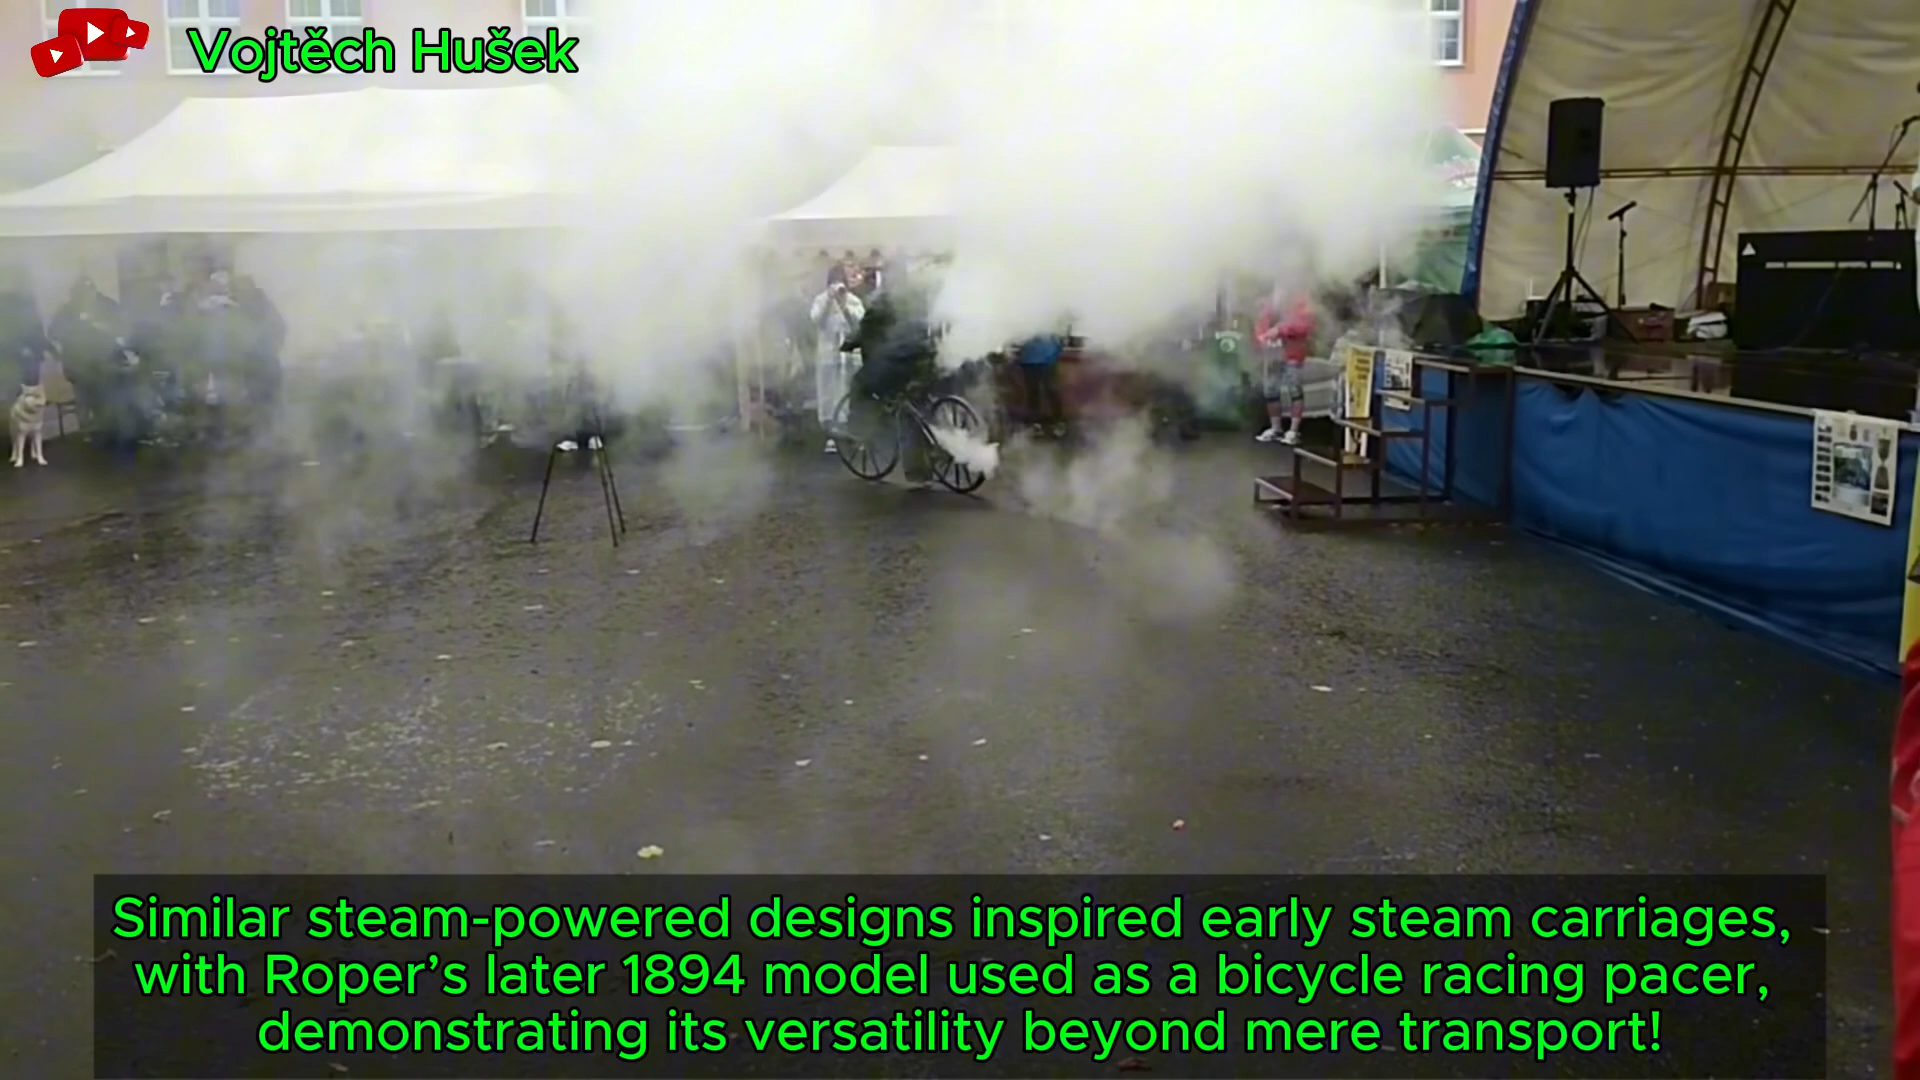 Vojtěch Hušek
Similar steam-powered designs inspired early steam carriages,
with Roper’s later 1894 model used as a bicycle racing pacer,
demonstrating its versatility beyond mere transport!